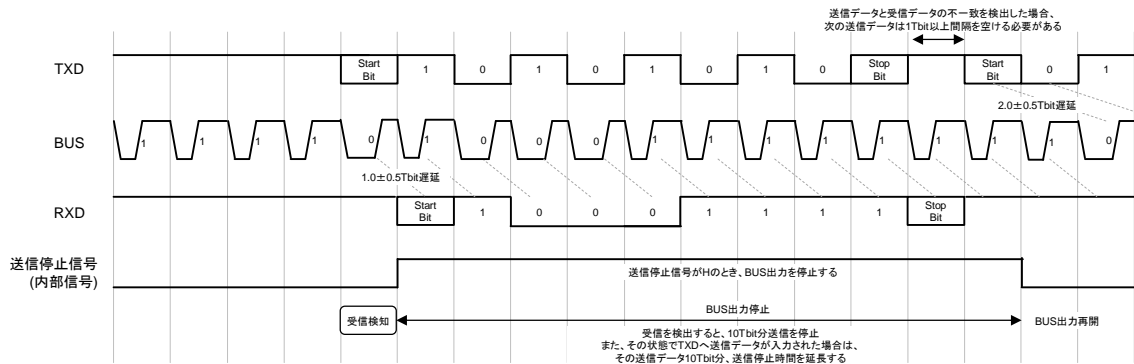 送信データと受信データの不一致を検出した場合、
次の送信データは1Tbit以上間隔を空ける必要がある
TXD
Start Bit 1 0 1 0 1 0 1 0 Stop Bit Start Bit 0 1
2.0±0.5Tbit遅延
BUS
1 1 1 1 0 1 0 0 0 1 1 1 1 1 1 1 1 0
1.0±0.5Tbit遅延
RXD
Start Bit 1 0 0 0 1 1 1 1 Stop Bit
送信停止信号
(内部信号)
送信停止信号がHのとき、BUS出力を停止する
受信検知
BUS出力停止
BUS出力再開
受信を検出すると、10Tbit分送信を停止
また、その状態でTXDへ送信データが入力された場合は、
その送信データ10Tbit分、送信停止時間を延長する